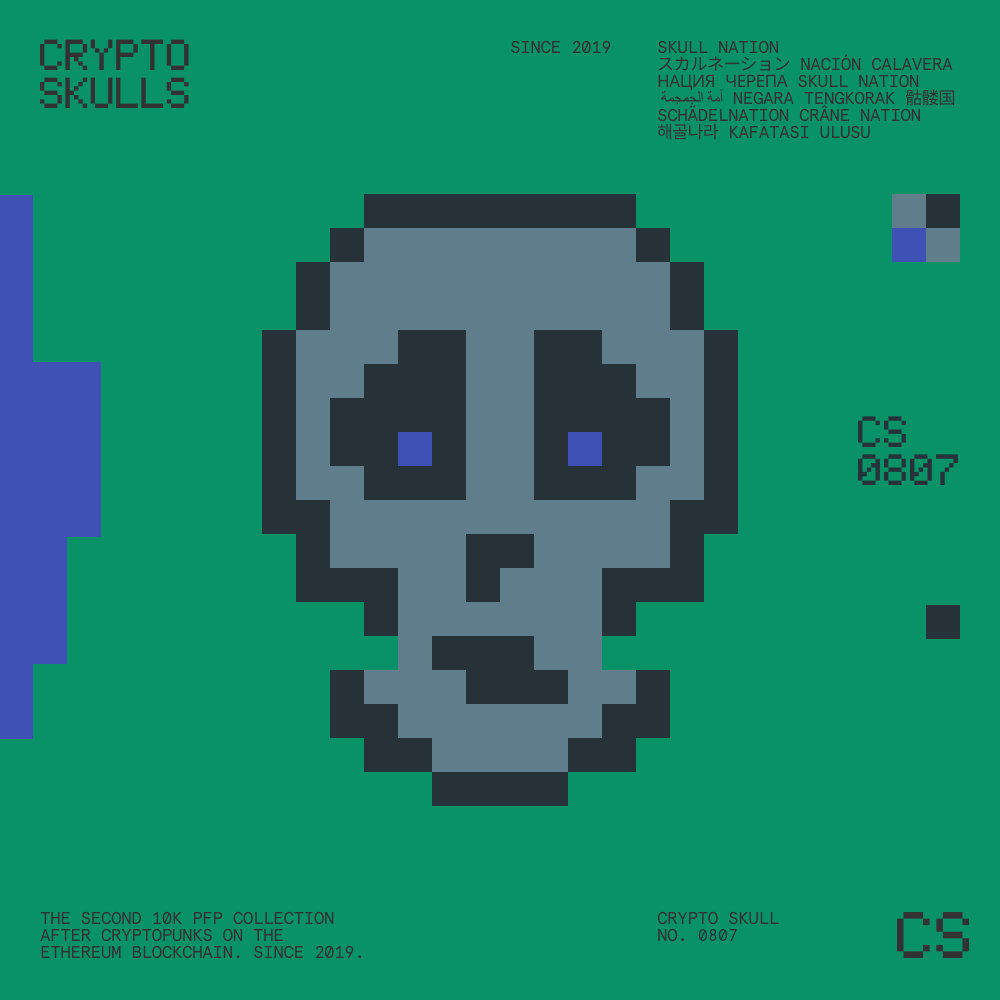 CRYPTO
SKULLS
SINCE 2019
SKULL NATION
スカルネーション NACIÓN CALAVERA
НАЦИЯ ЧЕРЕПА SKULL NATION
أمة الجمجمة NEGARA TENGKORAK 骷髅国
SCHÄDELNATION CRÂNE NATION
해골나라 KAFATASI ULUSU
CS
0807
THE SECOND 10K PFP COLLECTION
AFTER CRYPTOPUNKS ON THE
ETHEREUM BLOCKCHAIN. SINCE 2019.
CRYPTO SKULL
NO. 0807
CS